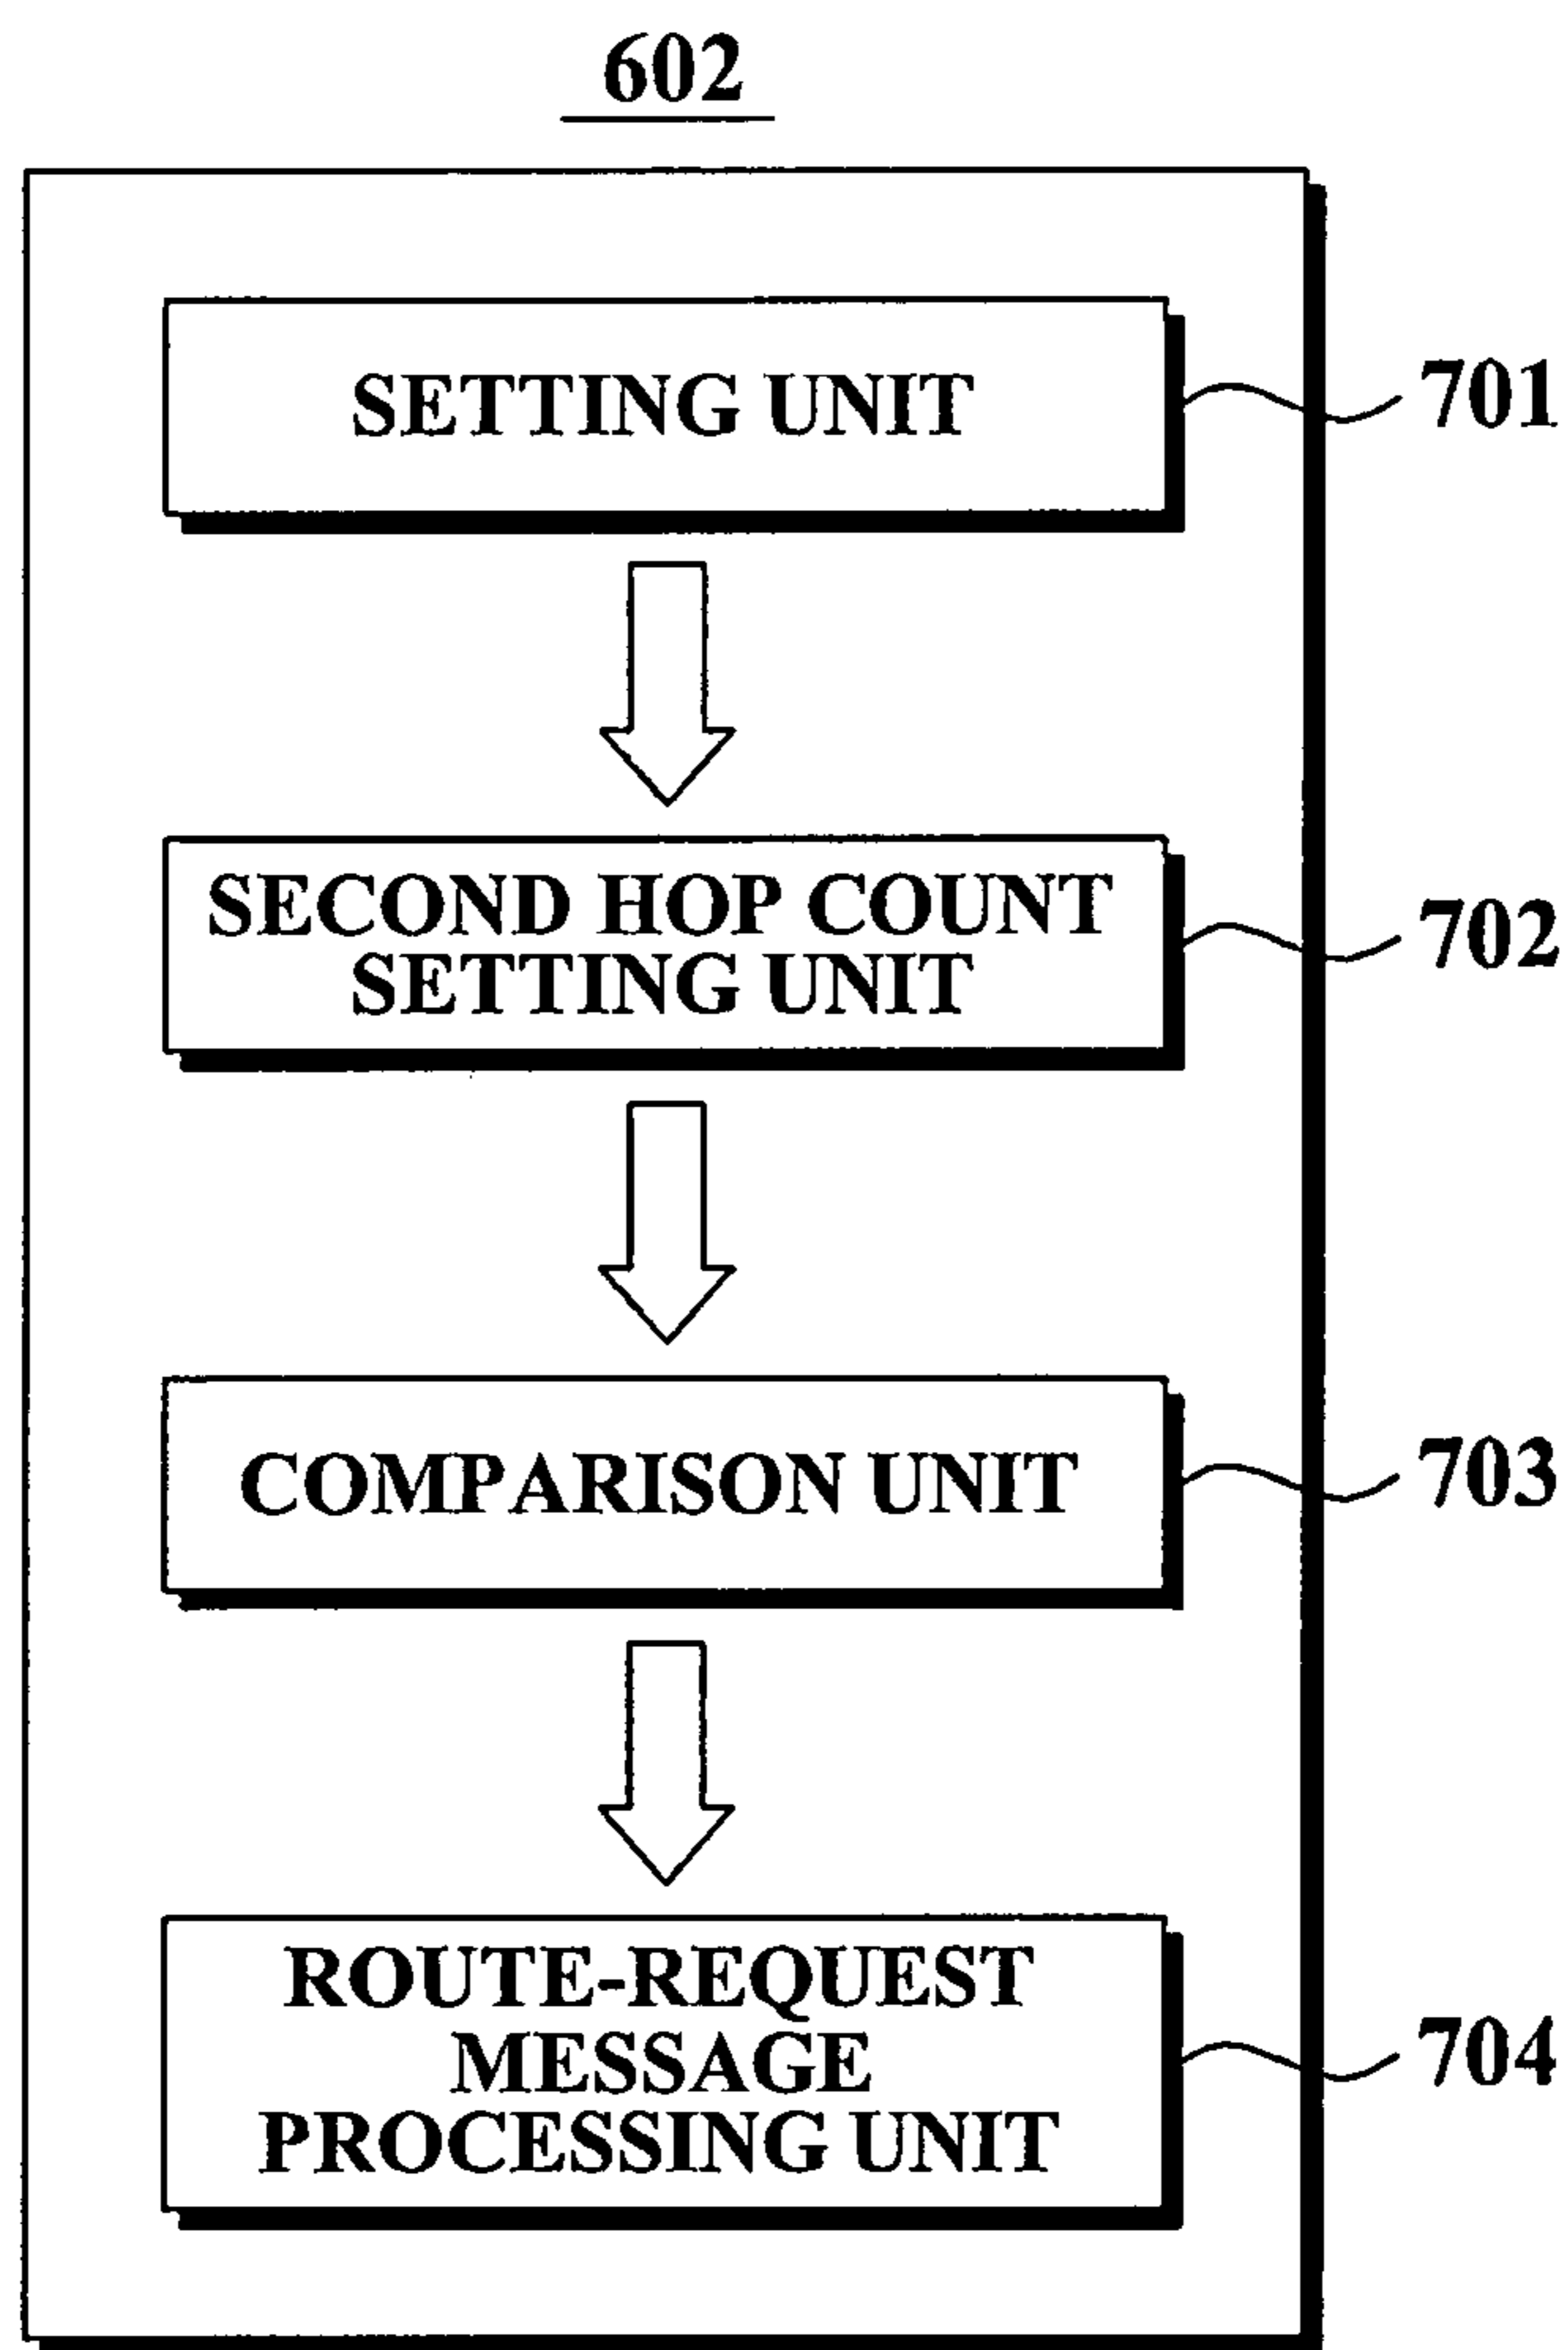 602
SETTING UNIT
701
SECOND HOP COUNT
SETTING UNIT
702
COMPARISON UNIT
703
ROUTE-REQUEST
MESSAGE
PROCESSING UNIT
704